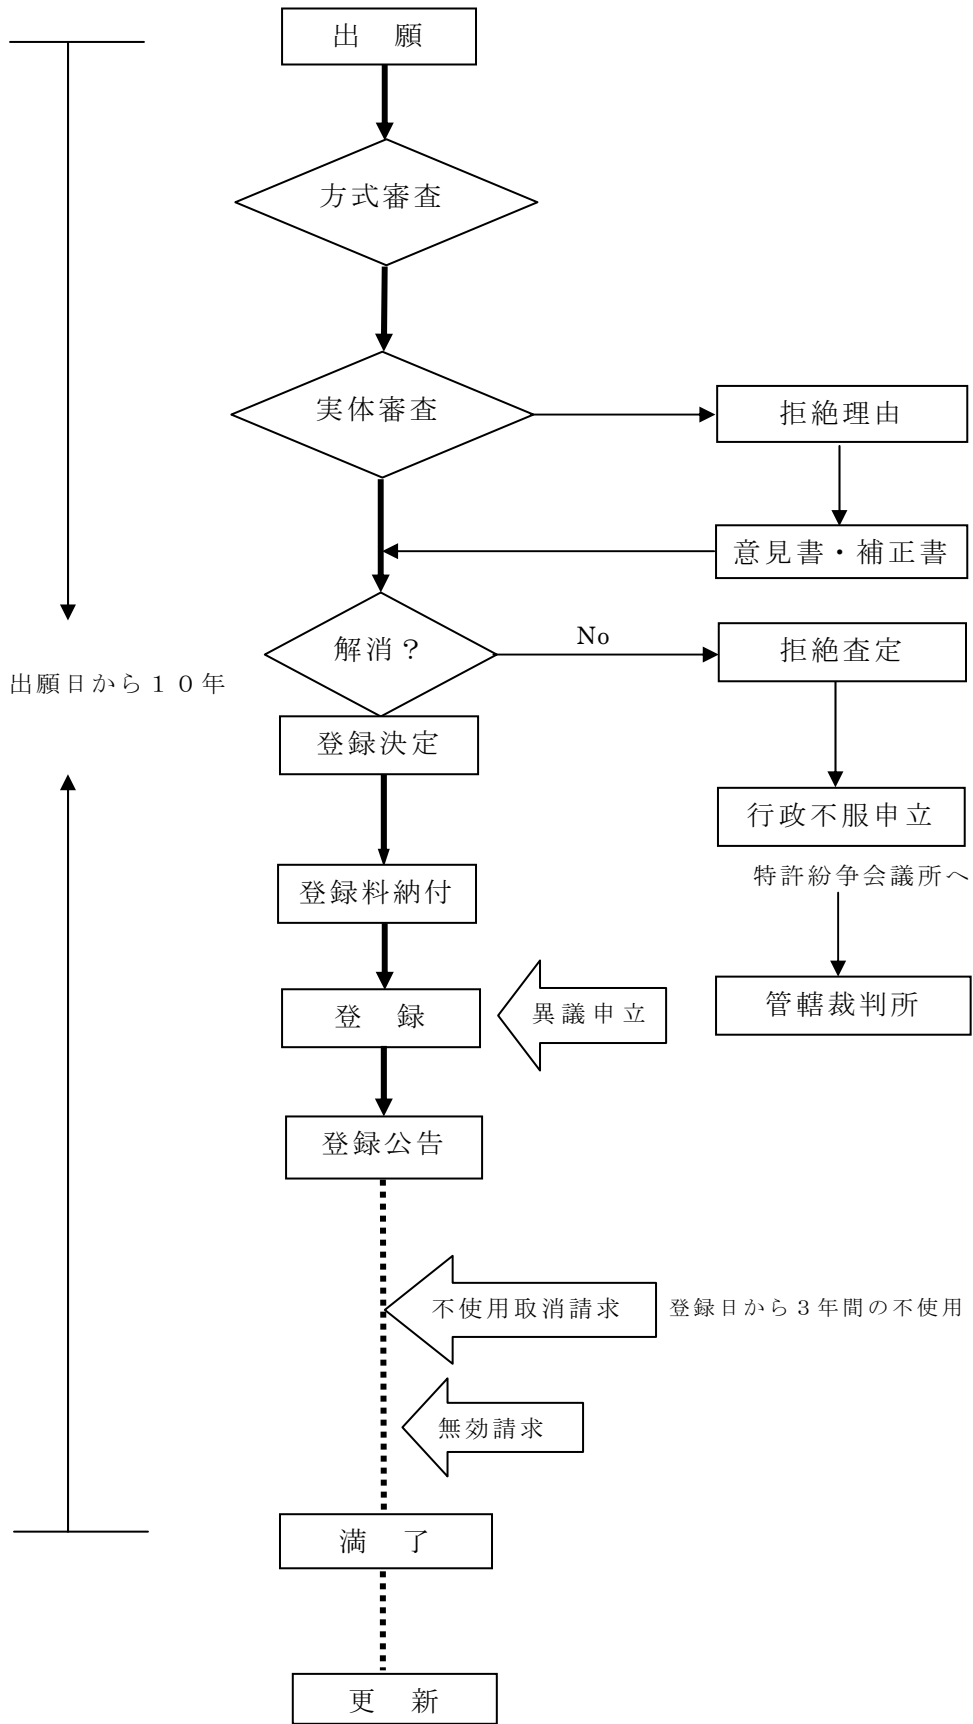 出　願
方式審査
実体審査
拒絶理由
意見書・補正書
解消？
No
拒絶査定
出願日から１０年
登録決定
行政不服申立
特許紛争会議所へ
登録料納付
管轄裁判所
登　録
異議申立
登録公告
不使用取消請求
登録日から３年間の不使用
無効請求
満　了
更　新